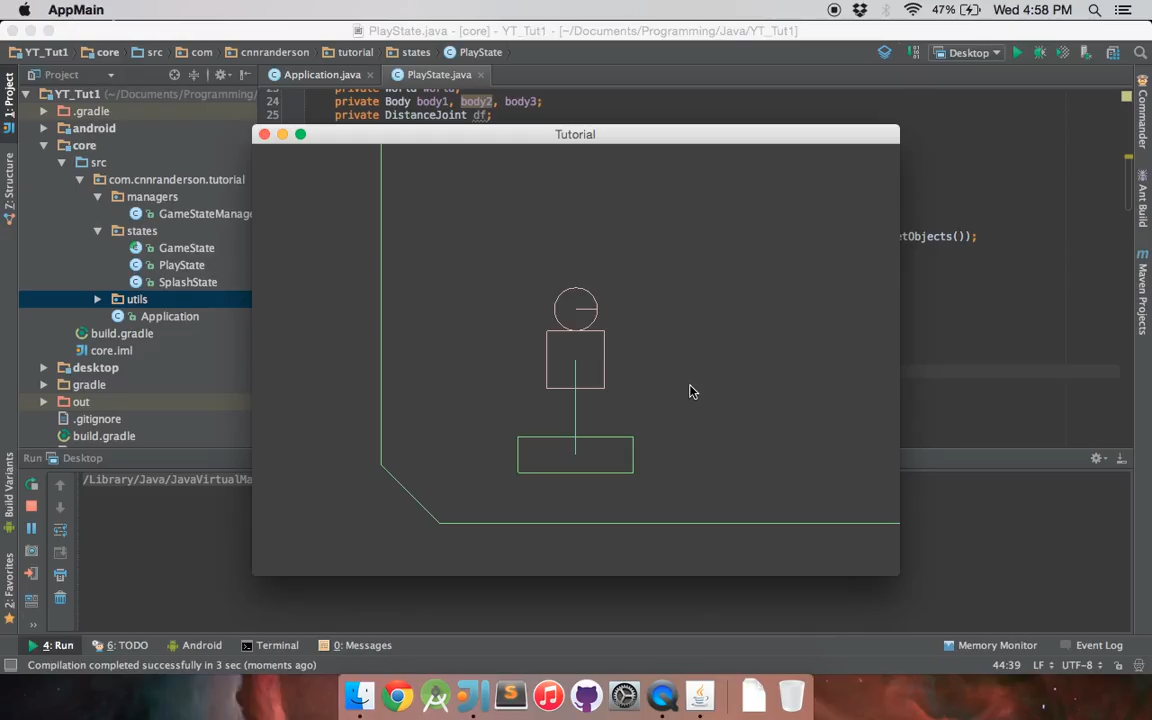 AppMain
47%
Wed 4:58 PM
PlayState.java - [core] - YT_Tut1 - [~/Documents/Programming/Java/YT_Tut1]
YT_Tut1
core
src
com
cnnranderson
tutorial
states
PlayState
Desktop
Project
Application.java
PlayState.java
YT_Tut1 (~/Documents/Programming/
.gradle
android
core
src
com.cnnranderson.tutorial
managers
GameStateManage
states
GameState
PlayState
SplashState
utils
Application
build.gradle
core.iml
desktop
gradle
out
.gitignore
build.gradle
24
private Body body1, body2, body3;
25
private DistanceJoint df;
Tutorial
etObjects());
1: Project
7: Structure
Build Variants
2: Favorites
Commander
Ant Build
Maven Projects
Run
Desktop
/Library/Java/JavaVirtualMa
4: Run
6: TODO
Android
Terminal
0: Messages
Memory Monitor
Event Log
Compilation completed successfully in 3 sec (moments ago)
44:39
LF
UTF-8